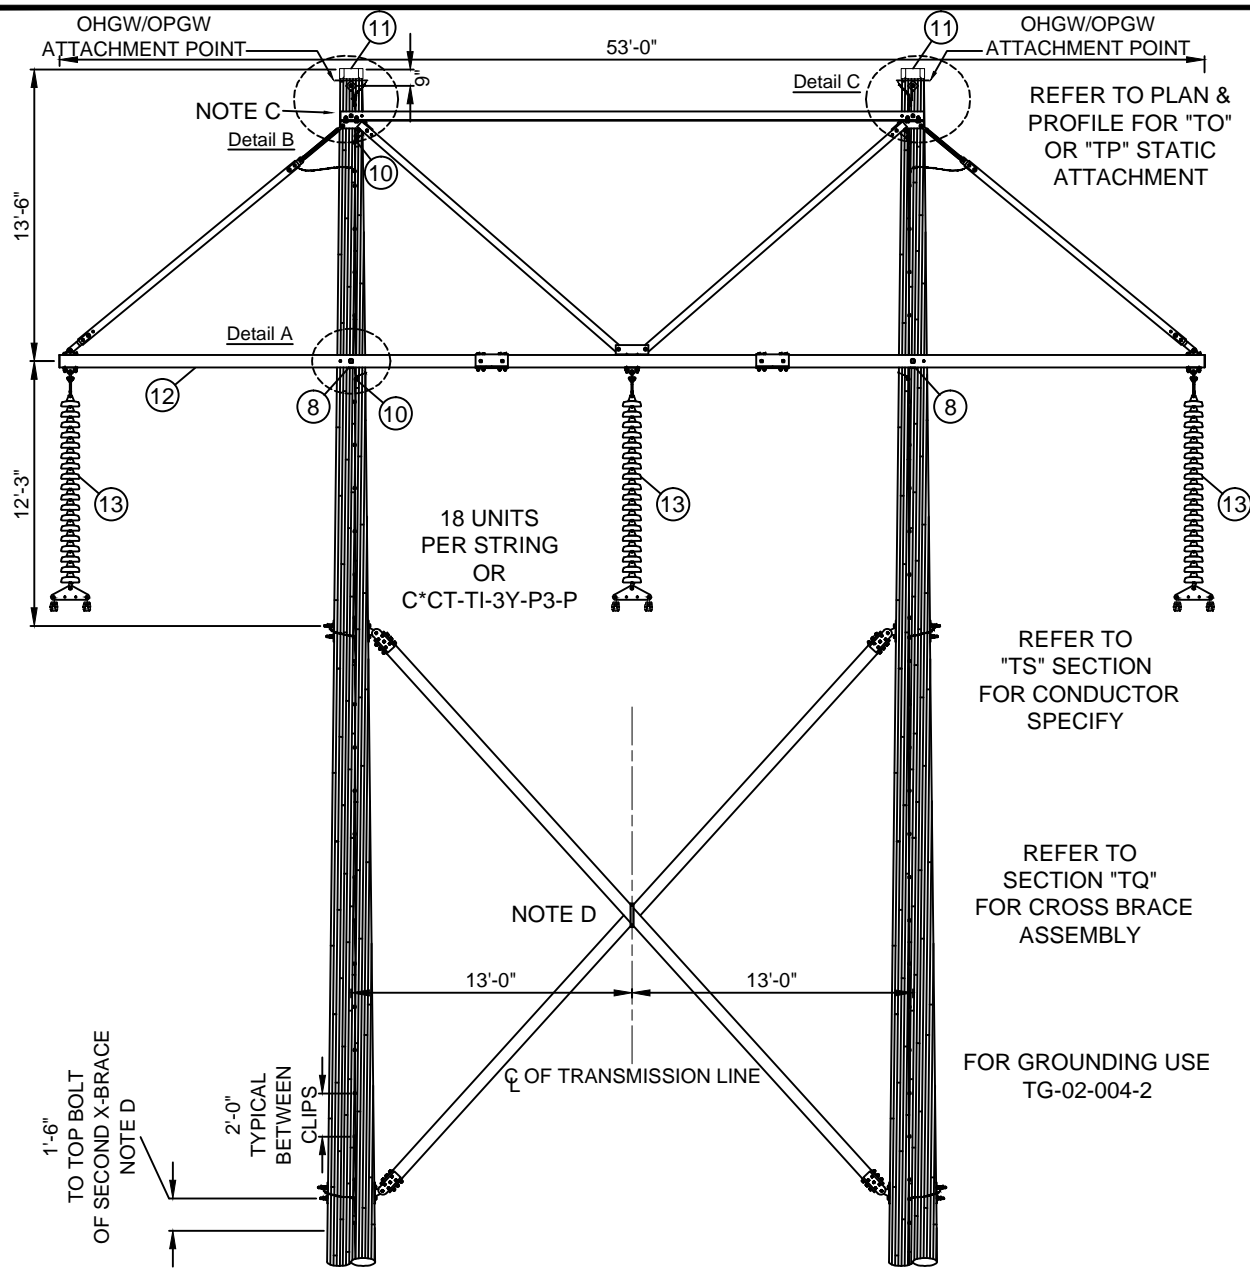 OHGW/OPGW
ATTACHMENT POINT
11
53'-0"
9"
11
OHGW/OPGW
ATTACHMENT POINT
Detail C
NOTE C
Detail B
10
REFER TO PLAN &
PROFILE FOR "TO"
OR "TP" STATIC
ATTACHMENT
13'-6"
Detail A
12
8
10
8
12'-3"
13
13
13
18 UNITS
PER STRING
OR
C*CT-TI-3Y-P3-P
REFER TO
"TS" SECTION
FOR CONDUCTOR
SPECIFY
REFER TO
SECTION "TQ"
FOR CROSS BRACE
ASSEMBLY
NOTE D
13'-0"
13'-0"
℄ OF TRANSMISSION LINE
FOR GROUNDING USE
TG-02-004-2
2'-0"
TYPICAL
BETWEEN
CLIPS
1'-6"
TO TOP BOLT
OF SECOND X-BRACE
NOTE D